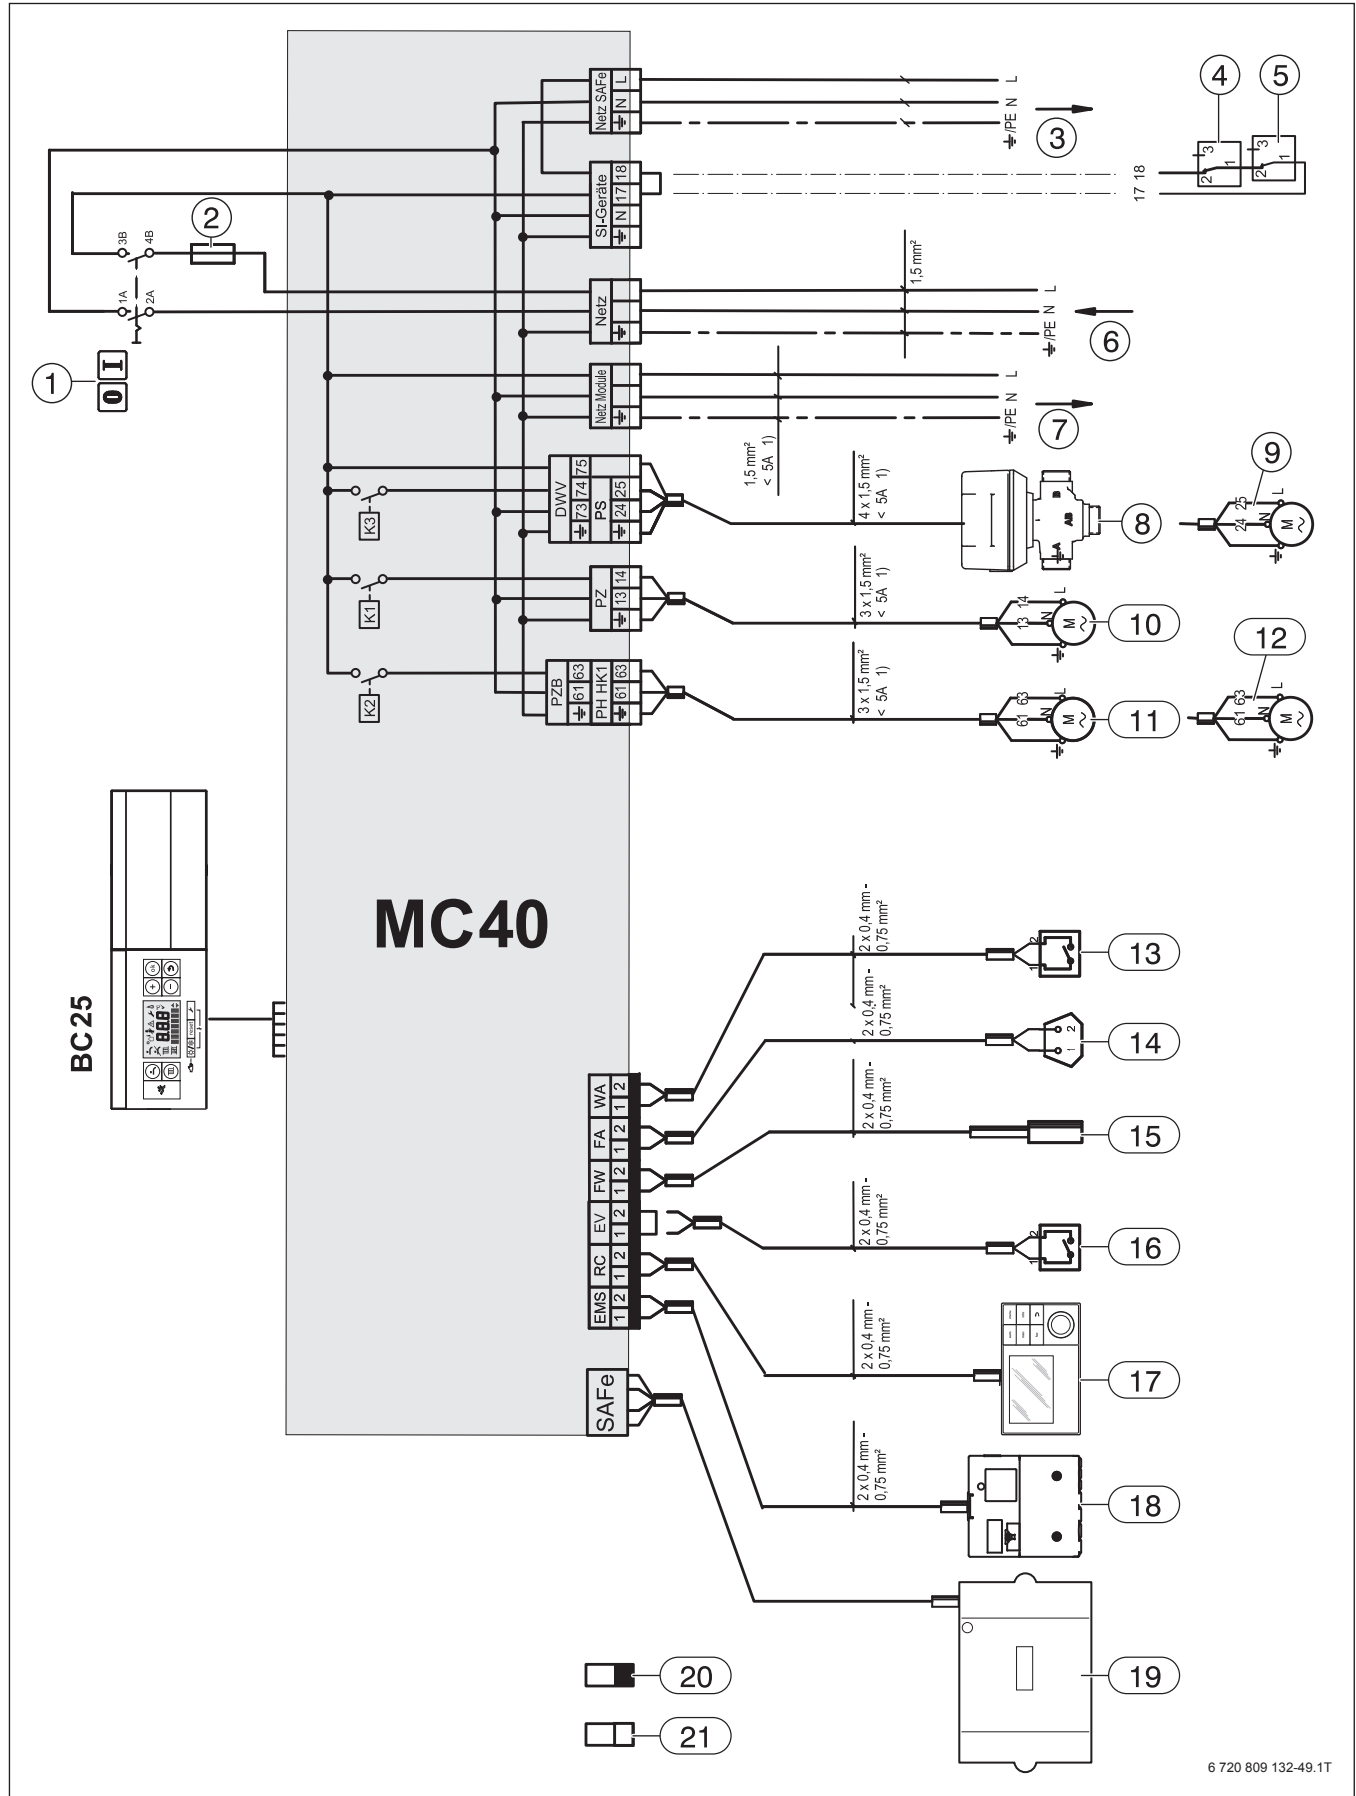 Netz SAFe
L
N
L
N
/PE
3
4
5
3
1
2
3
1
2
SI-Geräte
18
17
N
17 18
2
3B
4B
1A
2A
1
I
0
Netz
1,5 mm²
L
N
/PE
6
Netz Module
L
N
/PE
7
1,5 mm²
< 5A 1)
DWV
73 74 75
PS
24 25
4 x 1,5 mm²
< 5A 1)
A
AB
B
8
9
24 25
N
L
M
K3
K1
K2
PZ
13 14
3 x 1,5 mm²
< 5A 1)
13 14
N
L
M
10
PZB
61 63
PH HK1
61 63
3 x 1,5 mm²
< 5A 1)
61 63
N
L
M
11
12
61 63
N
L
M
BC25
ok
+
−
8.8.8
reset
MC40
WA
1 2
FA
1 2
FW
1 2
EV
1 2
RC
1 2
EMS
1 2
SAFe
2 x 0,4 mm -
0,75 mm²
1
2
13
2 x 0,4 mm -
0,75 mm²
1
2
14
2 x 0,4 mm -
0,75 mm²
15
2 x 0,4 mm -
0,75 mm²
1
2
16
2 x 0,4 mm -
0,75 mm²
17
2 x 0,4 mm -
0,75 mm²
18
19
20
21
6 720 809 132-49.1T